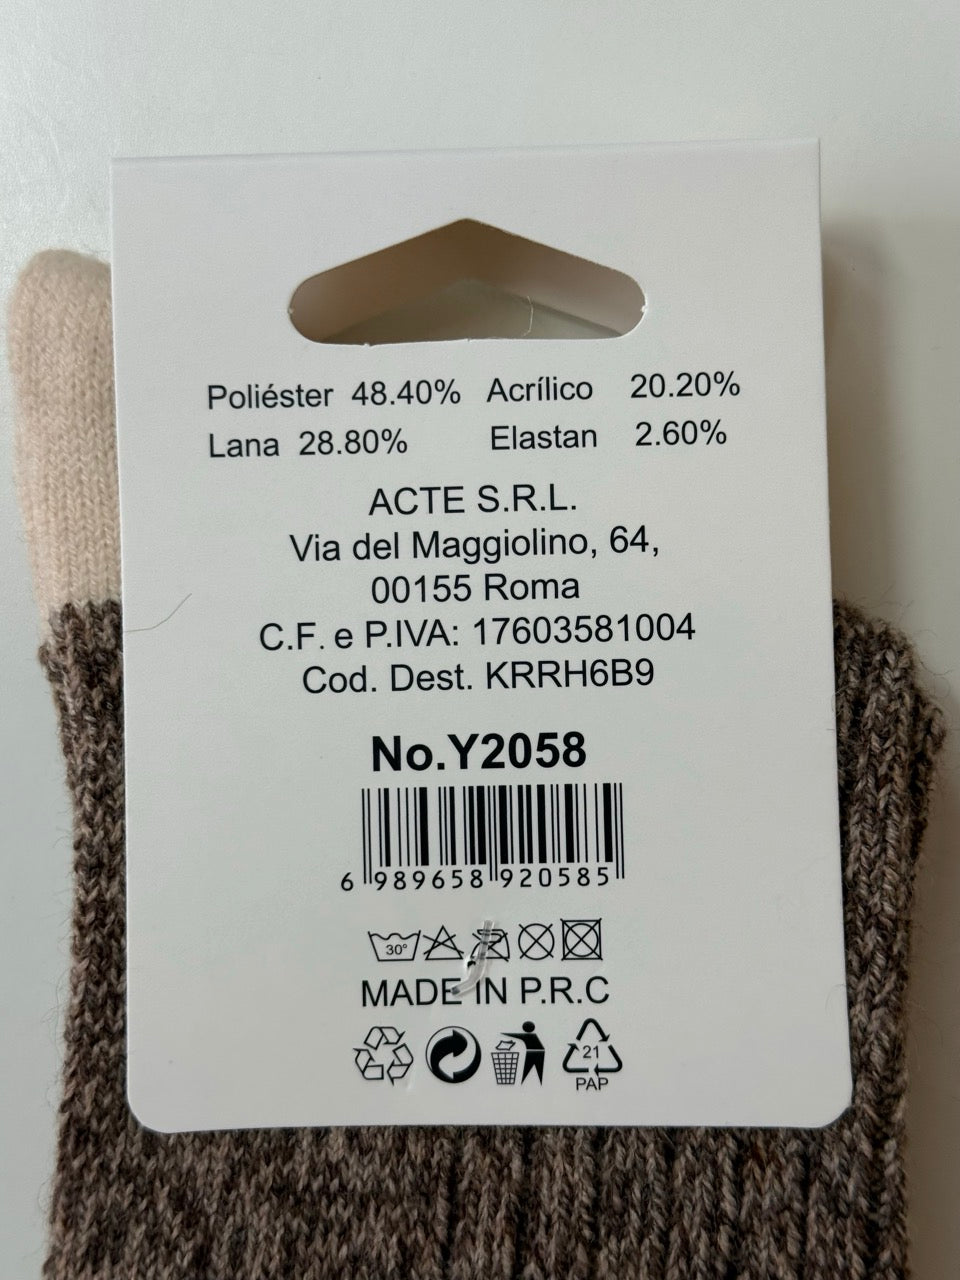 Poliéster 48.40% Acrílico 20.20%
Lana 28.80% Elastan 2.60%
ACTE S.R.L.
Via del Maggiolino, 64,
00155 Roma
C.F. e P.IVA: 17603581004
Cod. Dest. KRRH6B9
No.Y2058
6 989658 920585
30°
MADE IN P.R.C
21
PAP